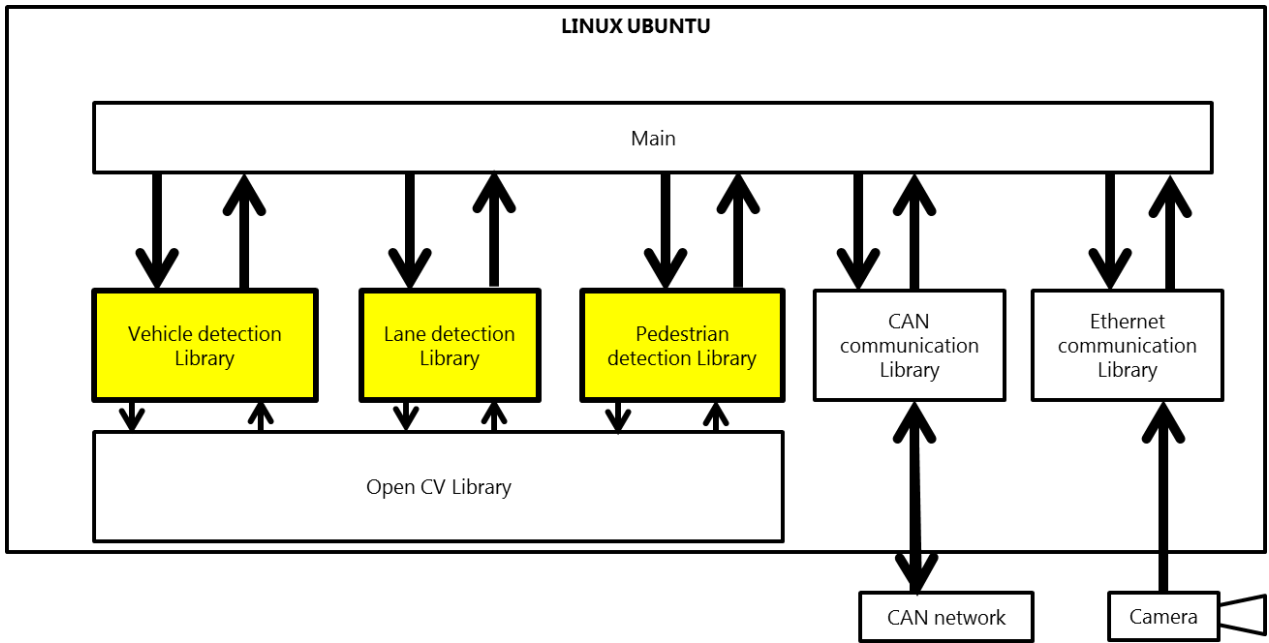 LINUX UBUNTU
Main
Vehicle detection
Library
Lane detection
Library
Pedestrian
detection Library
CAN
communication
Library
Ethernet
communication
Library
Open CV Library
CAN network
Camera